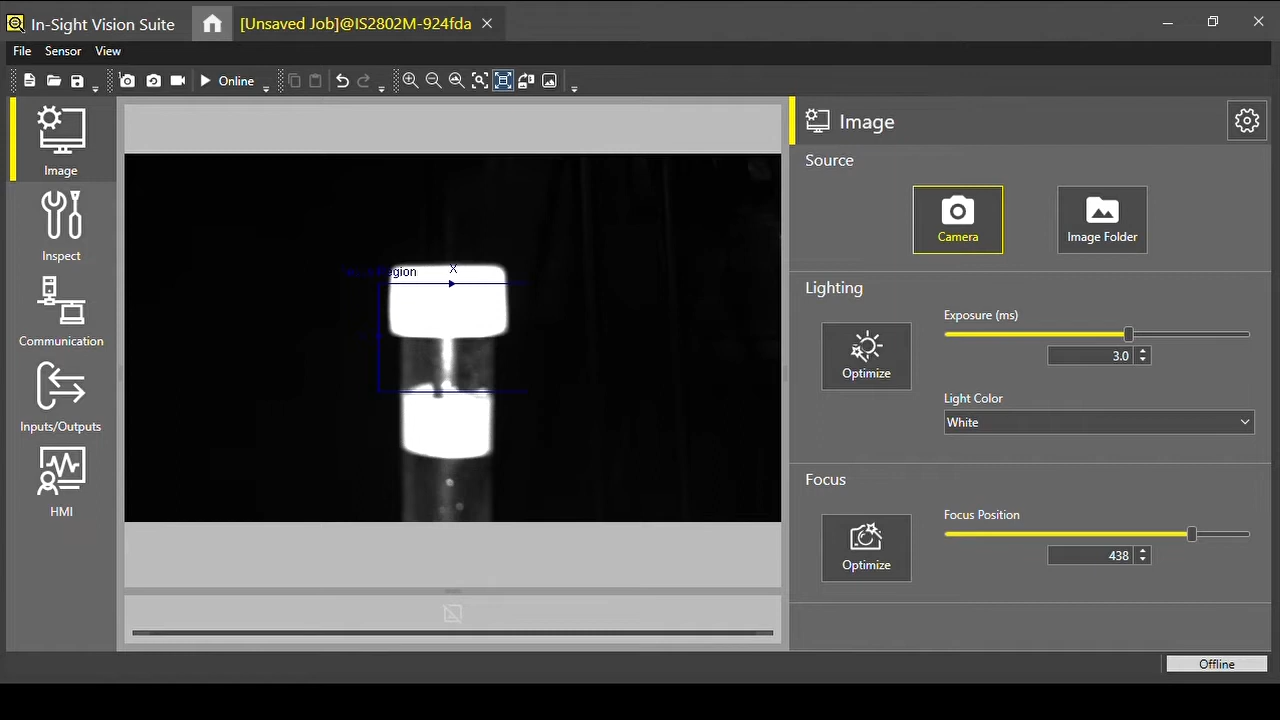 In-Sight Vision Suite
[Unsaved Job]@IS2802M-924fda
File Sensor View
Online
Image
Inspect
Communication
Inputs/Outputs
HMI
Region
X
Image
Source
Camera
Image Folder
Lighting
Optimize
Exposure (ms)
3.0
Light Color
White
Focus
Optimize
Focus Position
438
Offline